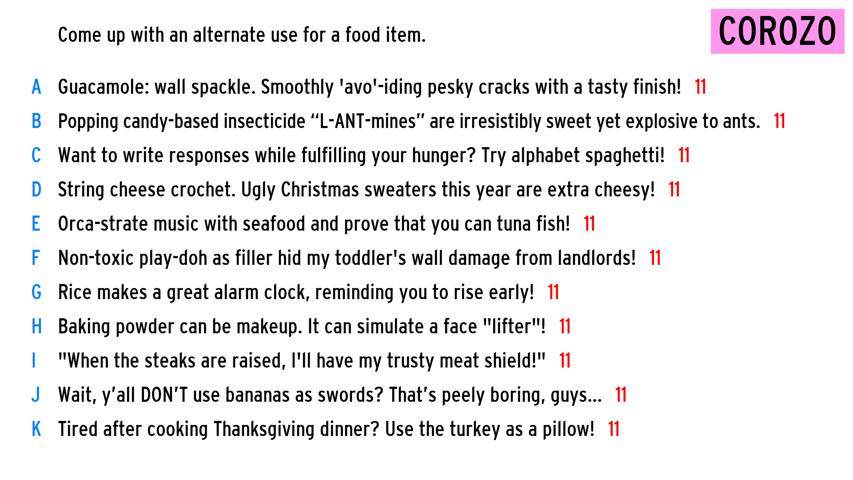 Come up with an alternate use for a food item.
COROZO
A Guacamole: wall spackle. Smoothly 'avo'-iding pesky cracks with a tasty finish! 11
B Popping candy-based insecticide “L-ANT-mines” are irresistibly sweet yet explosive to ants. 11
C Want to write responses while fulfilling your hunger? Try alphabet spaghetti! 11
D String cheese crochet. Ugly Christmas sweaters this year are extra cheesy! 11
E Orca-strate music with seafood and prove that you can tuna fish! 11
F Non-toxic play-doh as filler hid my toddler's wall damage from landlords! 11
G Rice makes a great alarm clock, reminding you to rise early! 11
H Baking powder can be makeup. It can simulate a face "lifter"! 11
I "When the steaks are raised, I'll have my trusty meat shield!" 11
J Wait, y’all DON’T use bananas as swords? That’s peely boring, guys... 11
K Tired after cooking Thanksgiving dinner? Use the turkey as a pillow! 11